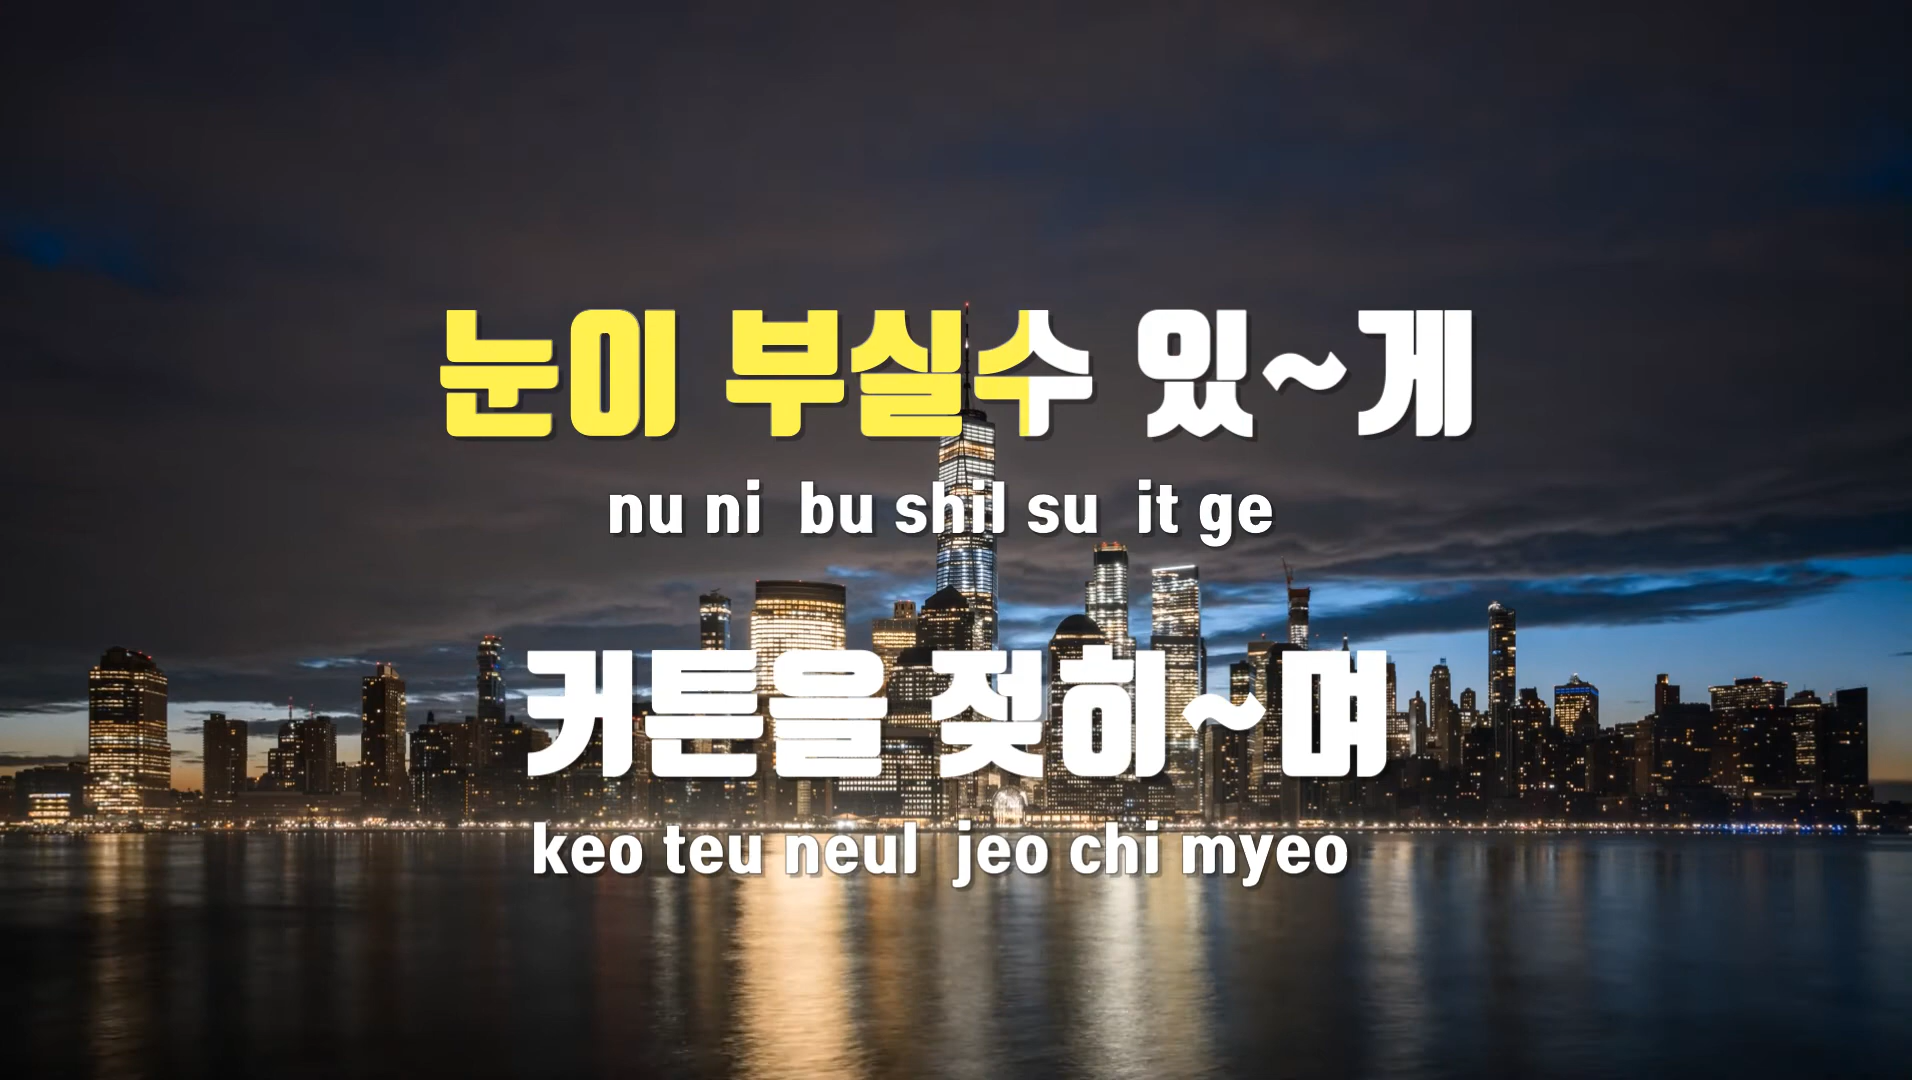 눈이 부실수 있~게
nu ni bu shil su it ge
커튼을 젖히~며
keo teu neul jeo chi myeo